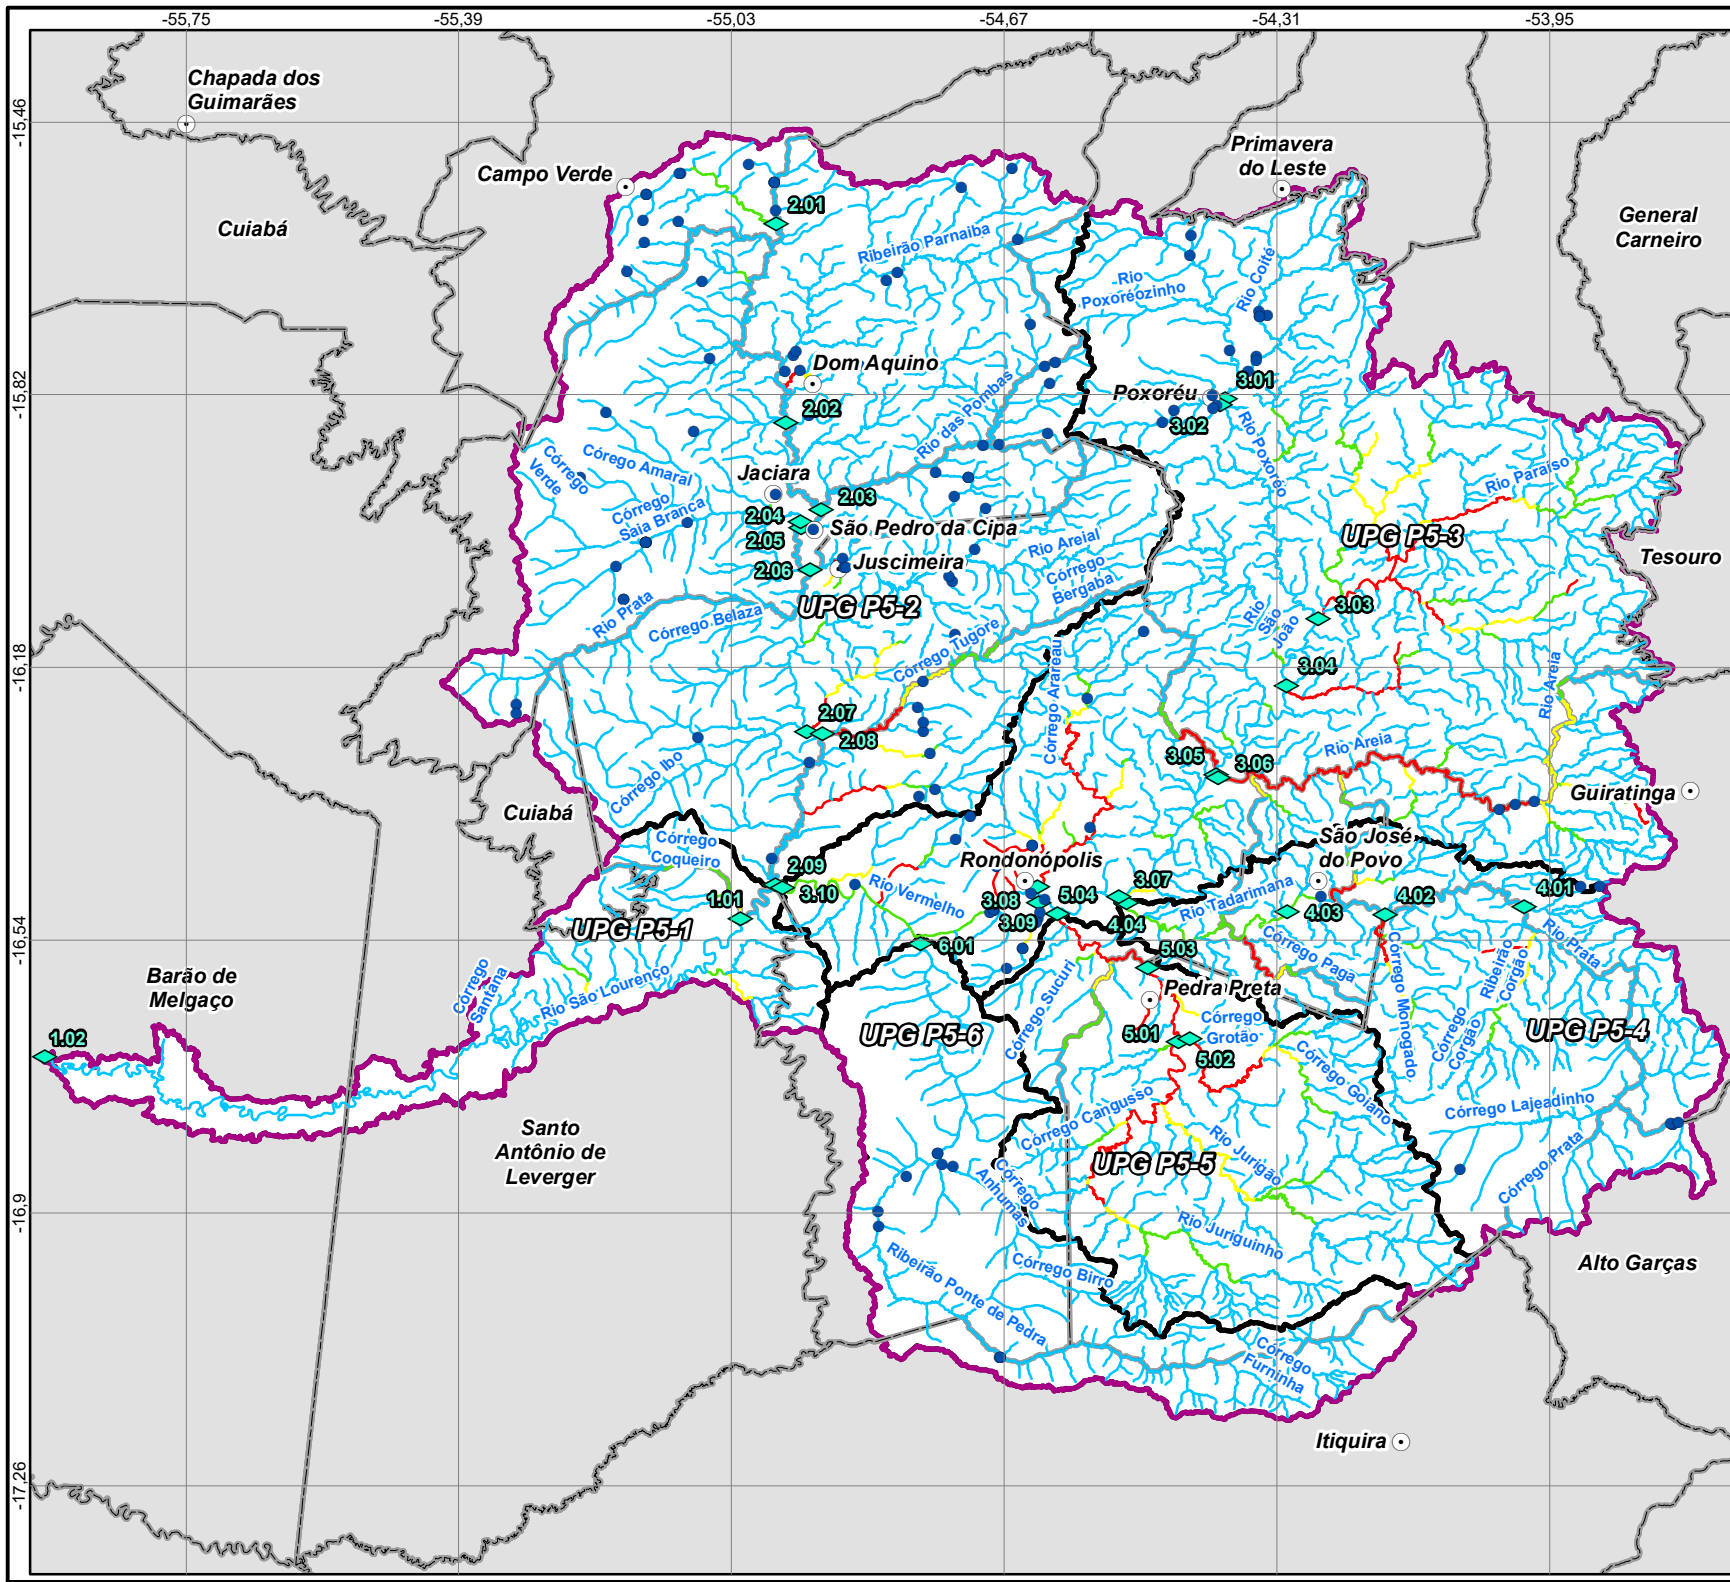 -55,75
-55,39
-55,03
-54,67
-54,31
-53,95
-15,46
-15,82
-16,18
-16,54
-16,9
-17,26
Chapada dos
Guimarães
Cuiabá
Campo Verde
Primavera
do Leste
General
Carneiro
2.01
Ribeirão Parnaiba
Rio
Poxoréozinho
Rio Coité
Dom Aquino
2.02
Rio das Pombas
Poxoréu
3.01
3.02
Rio Poxoréo
Córego Amaral
Córrego
Verde
Córrego
Saia Branca
Jaciara
2.03
2.04
2.05
São Pedro da Cipa
2.06
Juscimeira
Rio Areial
Córrego
Bergaba
Rio Paraíso
UPG P5-3
Tesouro
UPG P5-2
Rio Prata
Córrego Belaza
Córrego Tugore
Rio
São
João
3.03
3.04
Córrego Arareau
Rio Areia
2.07
2.08
3.05
3.06
Rio Areia
Guiratinga
Córrego Ibo
Cuiabá
Córrego
Coqueiro
São José
do Povo
Rondonópolis
2.09
3.10
Rio Vermelho
3.07
3.08
3.09
5.04
4.04
Rio Tadarimana
4.03
4.02
4.01
1.01
UPG P5-1
6.01
5.03
Córrego Paga
Córrego Monogado
Ribeirão
Corgão
Rio Prata
Barão de
Melgaço
Córrego
Santana
Rio São Lourenço
Córrego Sucuri
Pedra Preta
1.02
UPG P5-6
5.01
5.02
Córrego
Grotão
Córrego Goiano
Córrego
Corgão
UPG P5-4
Santo
Antônio de
Leverger
Córrego Cangusso
Córrego Lajeadinho
UPG P5-5
Rio Jurigão
Córrego Prata
Córrego
Anhumas
Rio Juriguinho
Córrego Birro
Ribeirão Ponte de Pedra
Alto Garças
Córrego
Furninha
Itiquira